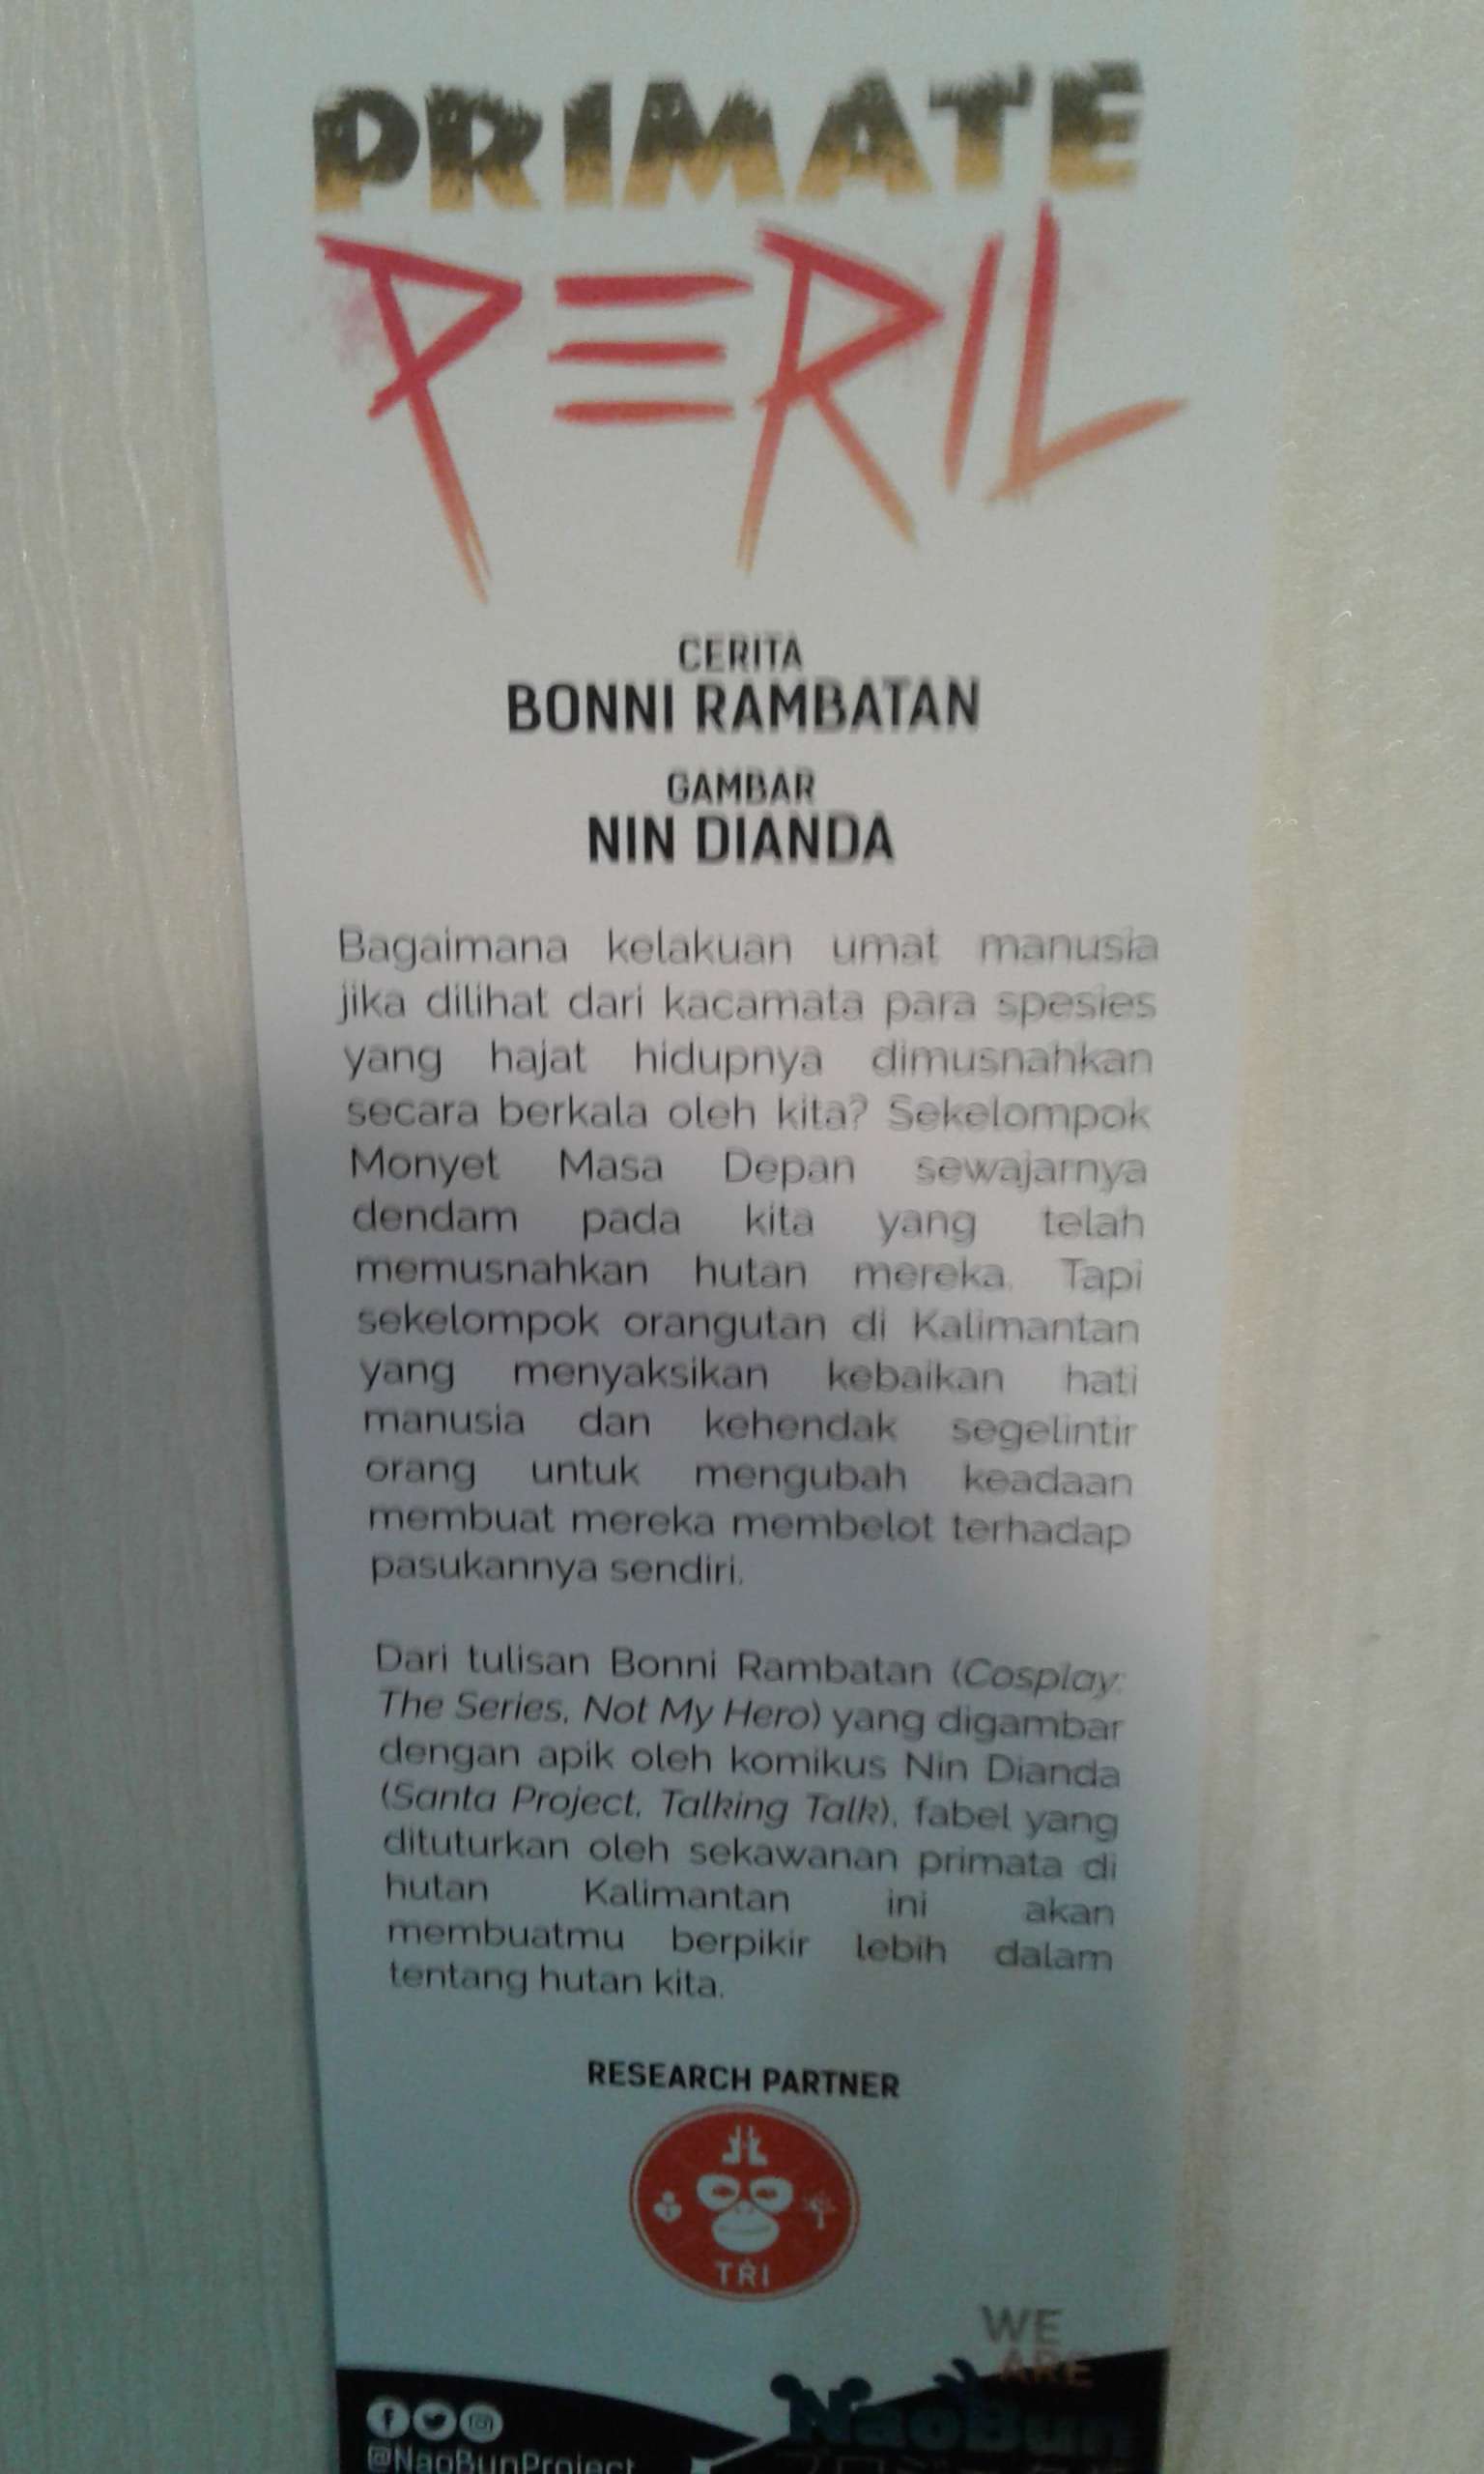 PRIMATE
PERIL
CERITA
BONNI RAMBATAN
GAMBAR
NIN DIANDA
Bagaimana kelakuan umat manusia
jika dilihat dari kacamata para spesies
yang hajat hidupnya dimusnahkan
secara berkala oleh kita? Sekelompok
Monyet Masa Depan sewajarnya
dendam pada kita yang telah
memusnahkan hutan mereka. Tapi
sekelompok orangutan di Kalimantan
yang menyaksikan kebaikan hati
manusia dan kehendak segelintir
orang untuk mengubah keadaan
membuat mereka membelot terhadap
pasukannya sendiri.
Dari tulisan Bonni Rambatan (Cosplay:
The Series, Not My Hero) yang digambar
dengan apik oleh komikus Nin Dianda
(Santa Project, Talking Talk), fabel yang
dituturkan oleh sekawanan primata di
hutan Kalimantan ini akan
membuatmu berpikir lebih dalam
tentang hutan kita.
RESEARCH PARTNER
TRI
WE
ARE
NaoBun
@NaoBunProject